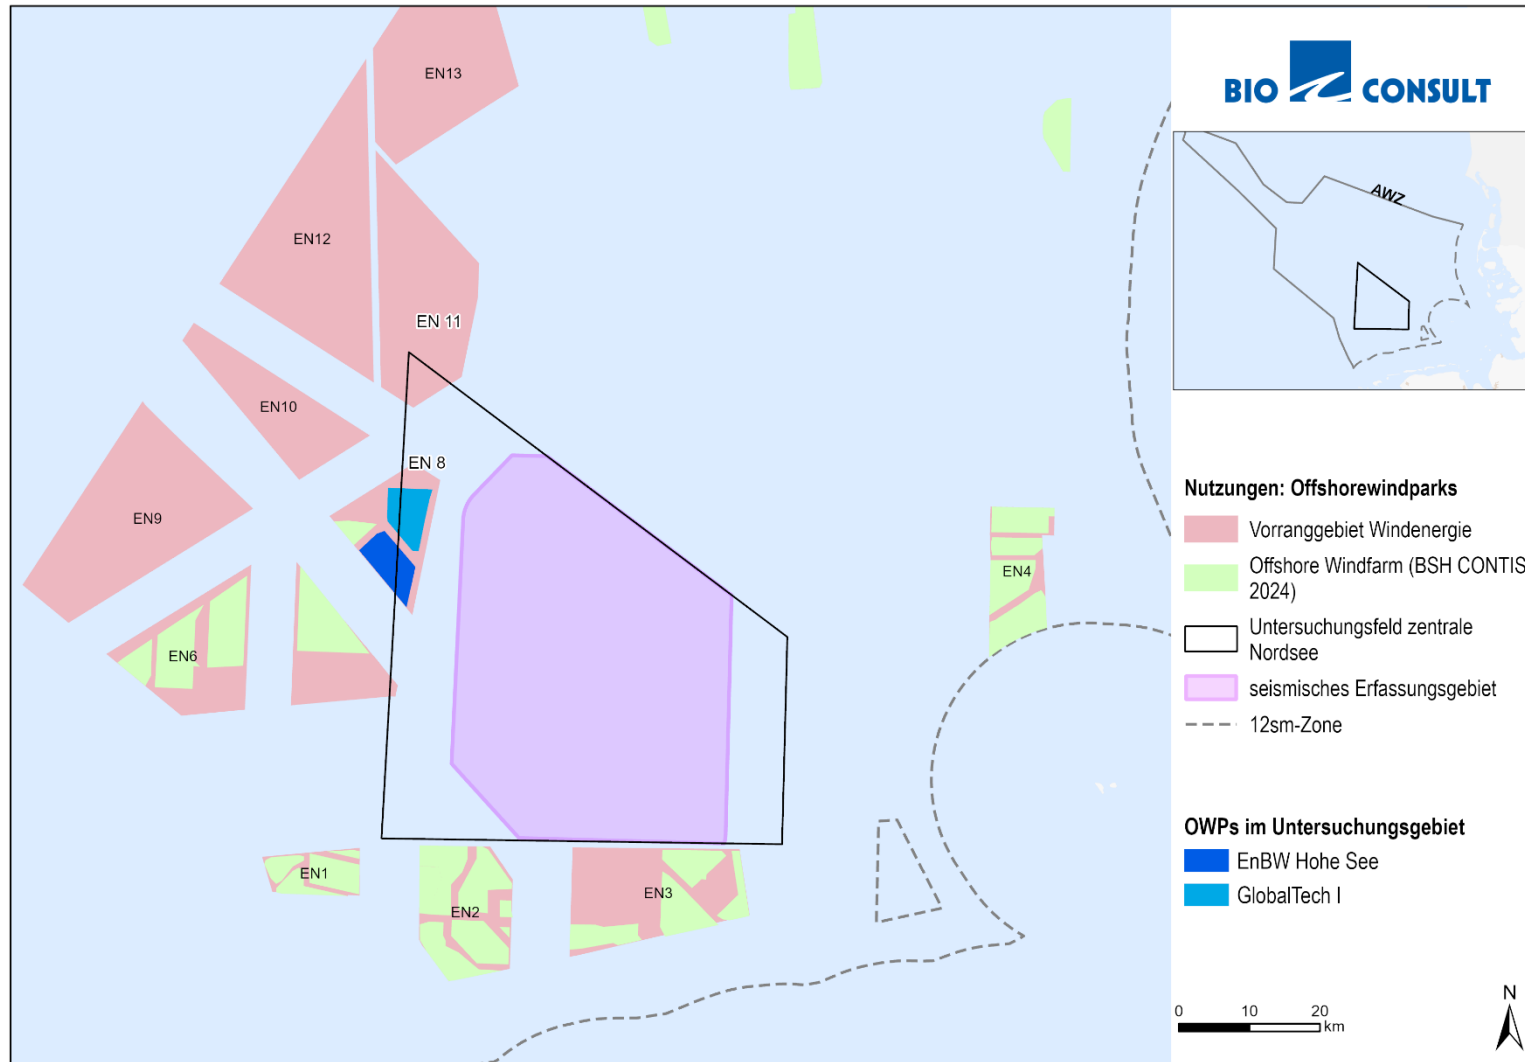 EN13
EN12
EN 11
EN10
EN 8
EN9
EN4
EN6
EN1
EN2
EN3
BIO CONSULT
AWZ
Nutzungen: Offshorewindparks
Vorranggebiet Windenergie
Offshore Windfarm (BSH CONTIS
2024)
Untersuchungsfeld zentrale
Nordsee
seismisches Erfassungsgebiet
12sm-Zone
OWPs im Untersuchungsgebiet
EnBW Hohe See
GlobalTech I
0 10 20
km
N